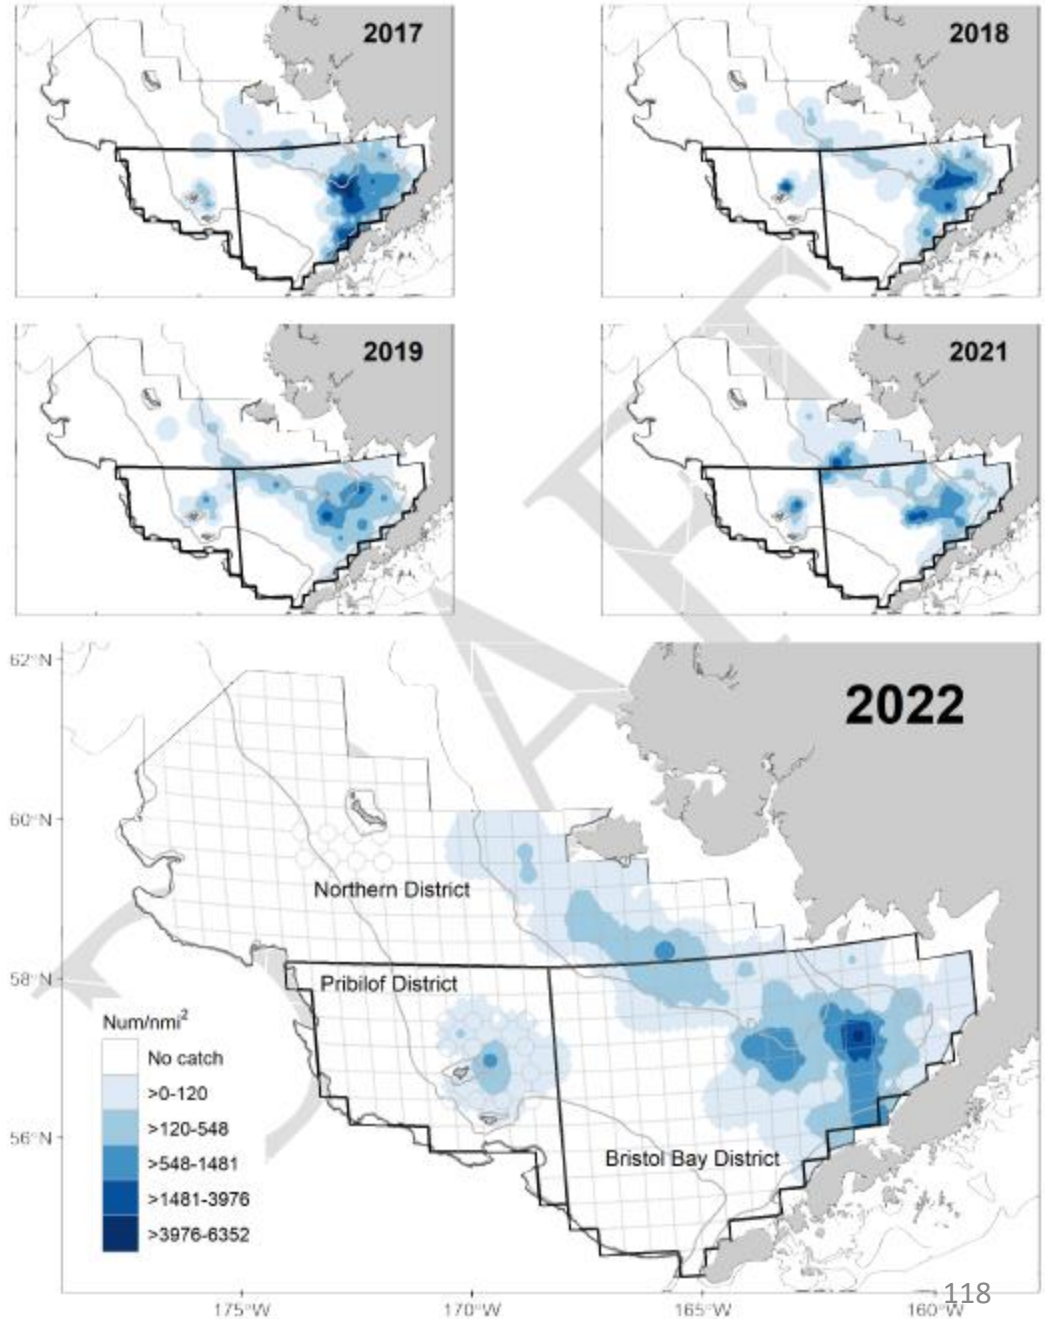 2017
2018
2019
2021
2022
62°N
60°N
58°N
56°N
Northern District
Pribilof District
Bristol Bay District
Num/nmi²
No catch
>0-120
>120-548
>548-1481
>1481-3976
>3976-6352
175°W
170°W
165°W
160°W
118
DRAFT